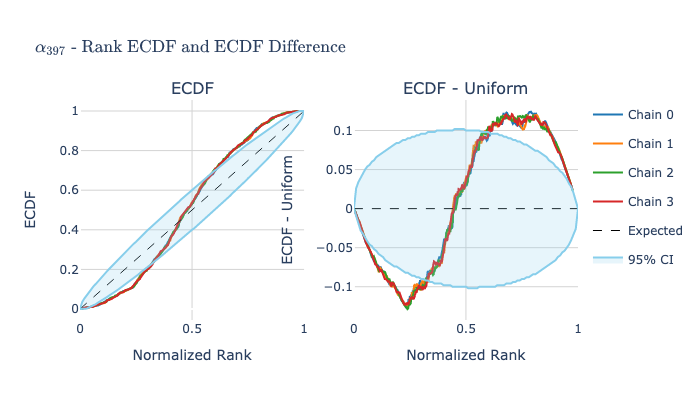 α397 - Rank ECDF and ECDF Difference
ECDF
ECDF - Uniform
1
0.8
0.6
0.4
0.2
0
ECDF
0
0.5
1
Normalized Rank
0.1
0.05
0
−0.05
−0.1
ECDF - Uniform
0
0.5
1
Normalized Rank
Chain 0
Chain 1
Chain 2
Chain 3
Expected
95% CI